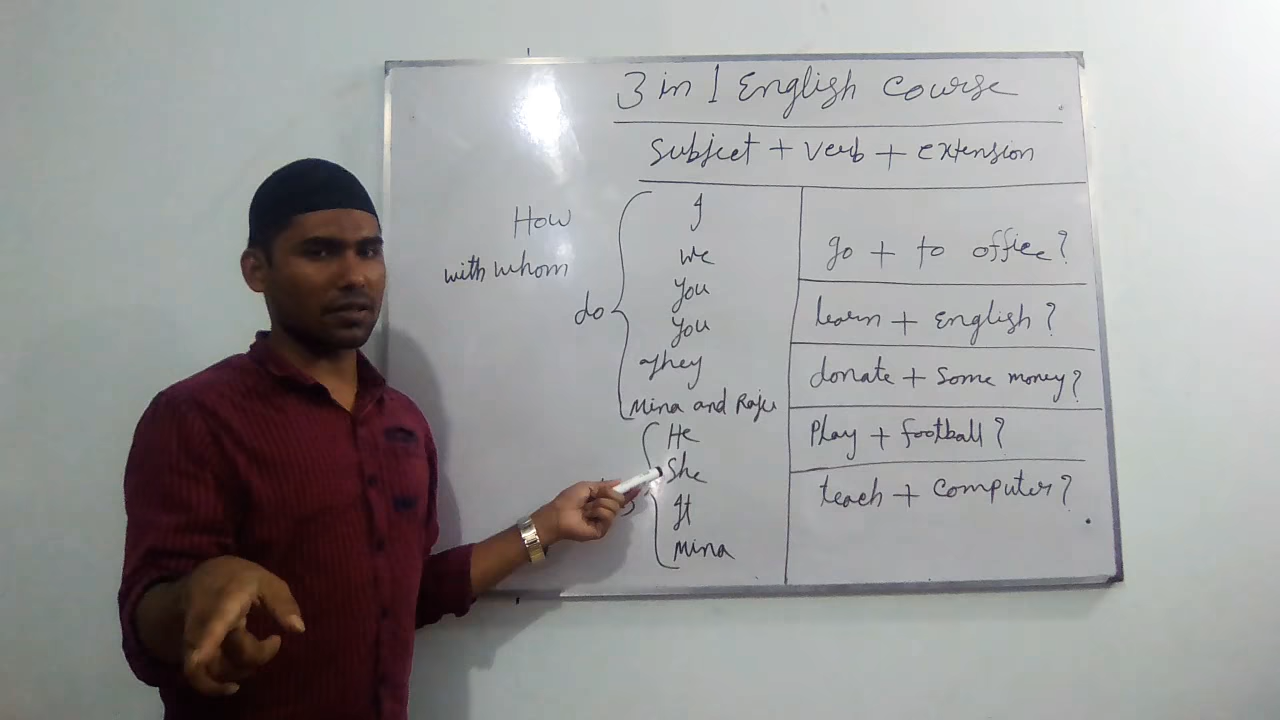 3 in 1 English Course
Subject + verb + extension
How
with whom
do
I
we
you
you
They
Mina and Raju
He
She
It
Mina
go + to office?
learn + English?
donate + some money?
Play + football?
teach + computer?